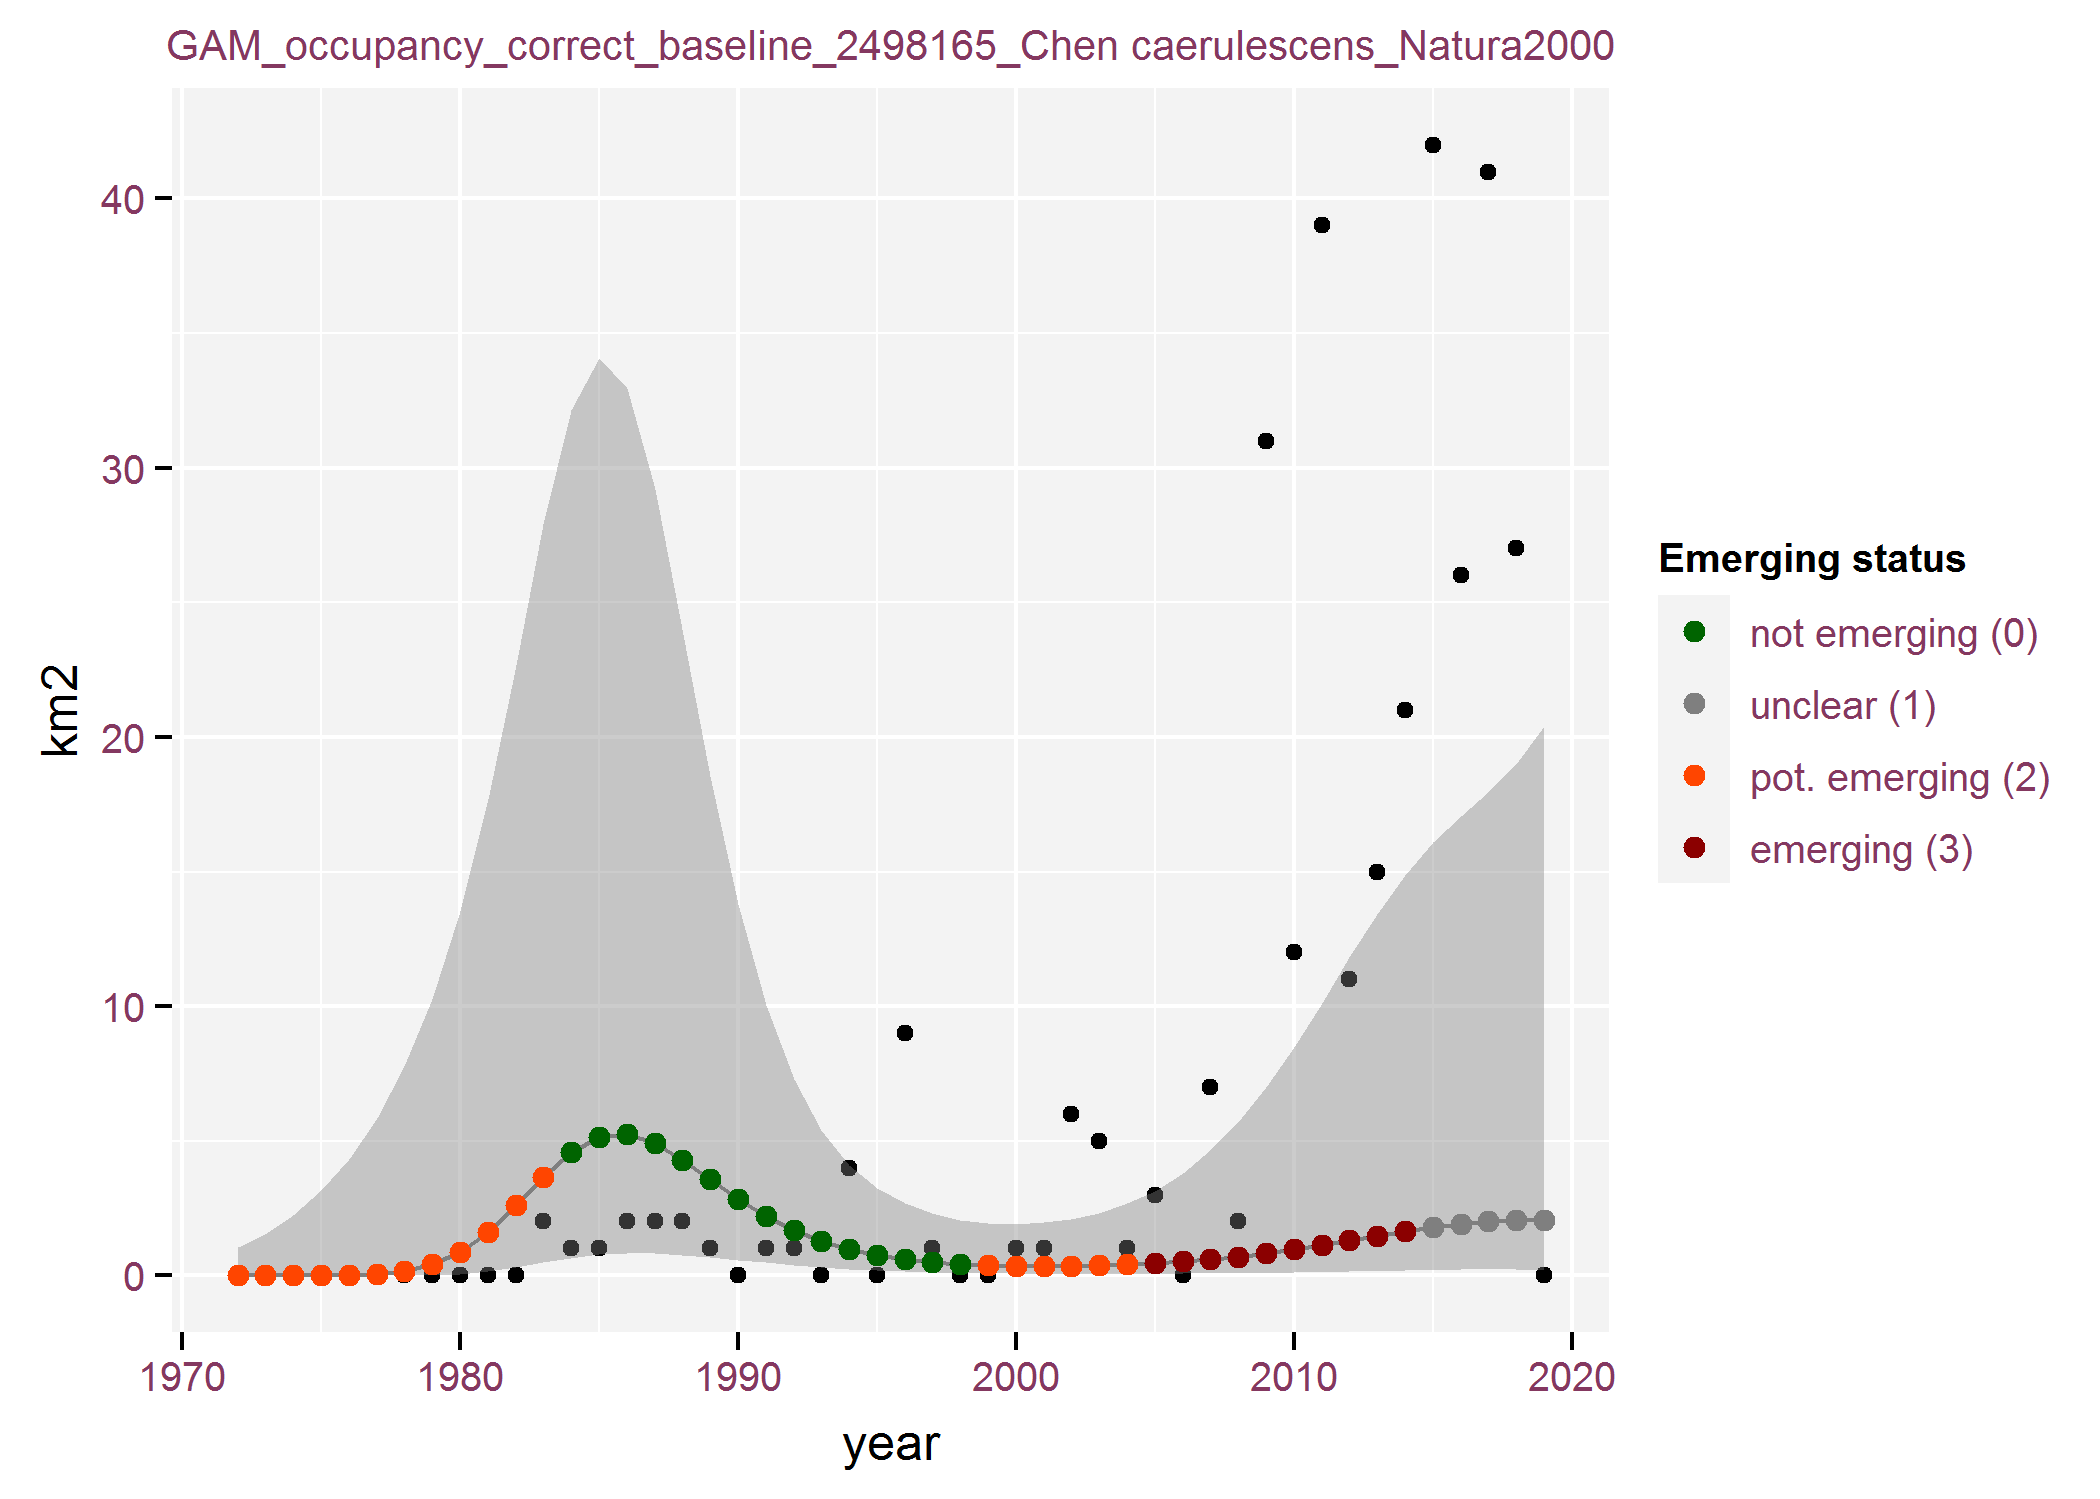 GAM_occupancy_correct_baseline_2498165_Chen caerulescens_Natura2000
40
30
20
10
0
km2
1970 1980 1990 2000 2010 2020
year
Emerging status
not emerging (0)
unclear (1)
pot. emerging (2)
emerging (3)